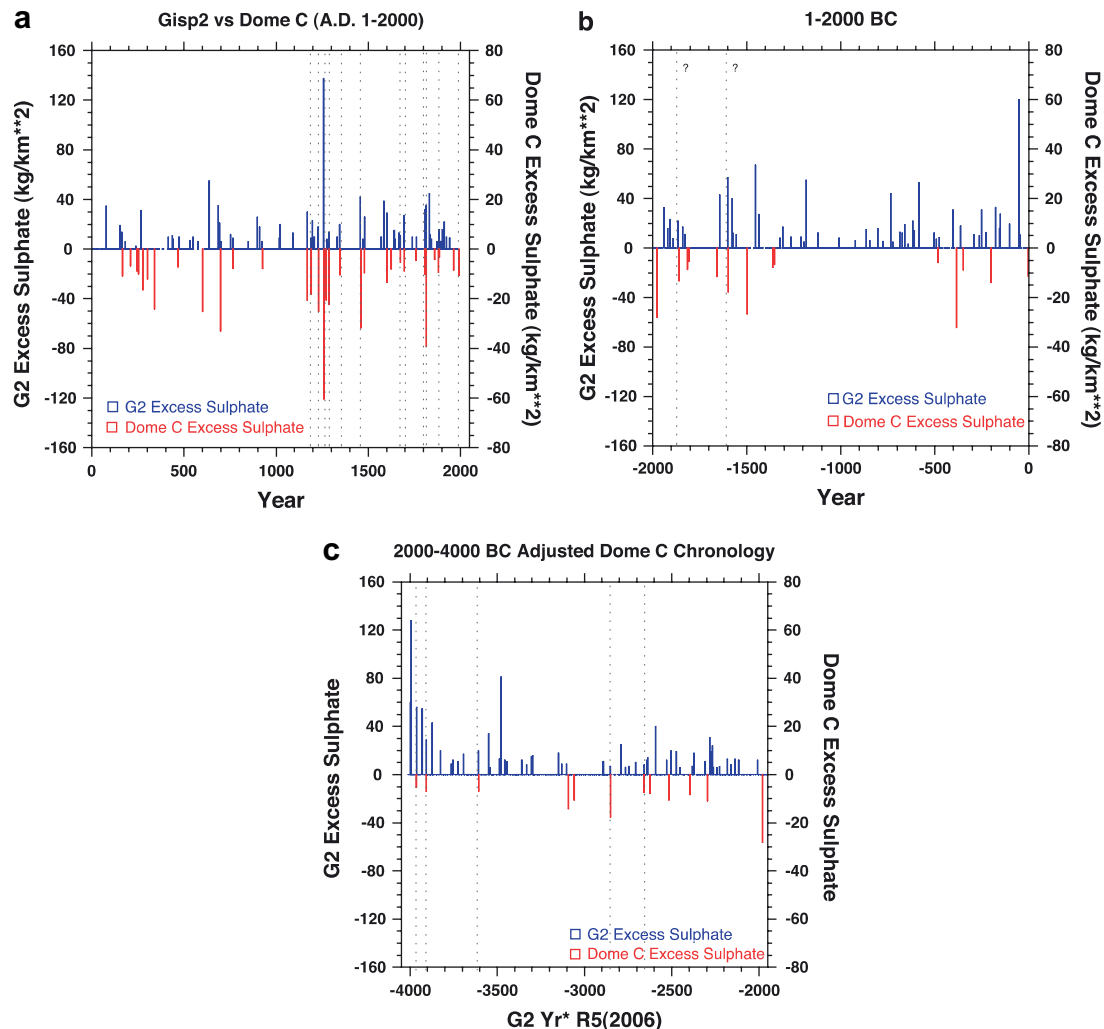 a
Gisp2 vs Dome C (A.D. 1-2000)
160
120
80
40
0
-40
-80
-120
-160
80
60
40
20
0
-20
-40
-60
-80
G2 Excess Sulphate (kg/km**2)
Dome C Excess Sulphate (kg/km**2)
G2 Excess Sulphate
Dome C Excess Sulphate
0 500 1000 1500 2000
Year
b
1-2000 BC
? ?
160
120
80
40
0
-40
-80
-120
-160
80
60
40
20
0
-20
-40
-60
-80
G2 Excess Sulphate (kg/km**2)
Dome C Excess Sulphate (kg/km**2)
G2 Excess Sulphate
Dome C Excess Sulphate
-2000 -1500 -1000 -500 0
Year
c
2000-4000 BC Adjusted Dome C Chronology
160
120
80
40
0
-40
-80
-120
-160
80
60
40
20
0
-20
-40
-60
-80
G2 Excess Sulphate
Dome C Excess Sulphate
G2 Excess Sulphate
Dome C Excess Sulphate
-4000 -3500 -3000 -2500 -2000
G2 Yr* R5(2006)